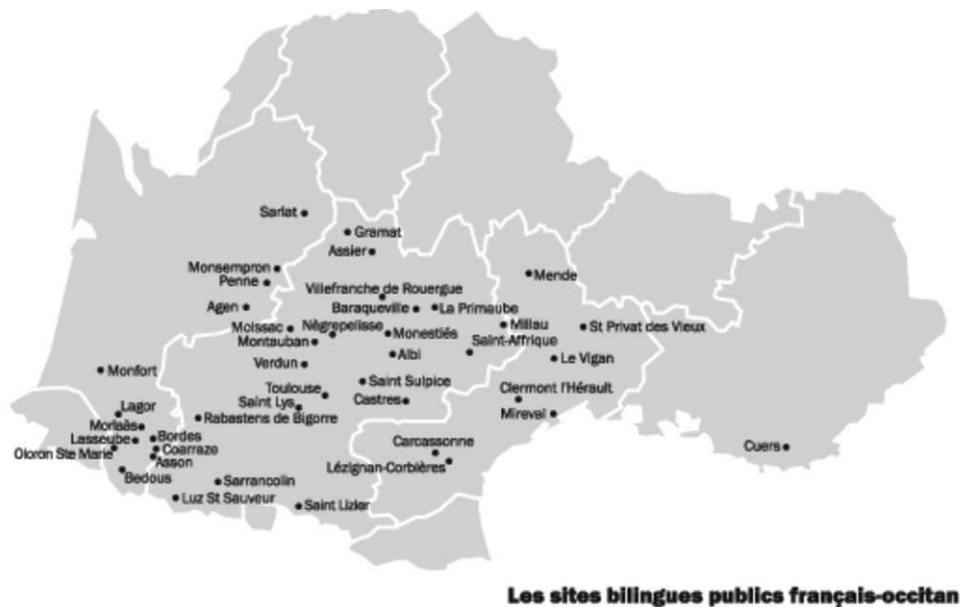 Sarlat
Gramat
Assier
Monsempron
Penne
Mende
Villefranche de Rouergue
Agen
Baraqueville
La Primaube
Moissac
Nègrepelisse
Millau
St Privat des Vieux
Montauban
Monestiés
Saint-Affrique
Verdun
Albi
Le Vigan
Monfort
Saint Sulpice
Toulouse
Clermont l'Hérault
Saint Lys
Castres
Lagor
Rabastens de Bigorre
Mireval
Morlaàs
Lasseube
Bordes
Carcassonne
Cuers
Oloron Ste Marie
Coarraze
Asson
Lézignan-Corbières
Bedous
Sarrancolin
Luz St Sauveur
Saint Lizier
Les sites bilingues publics français-occitan